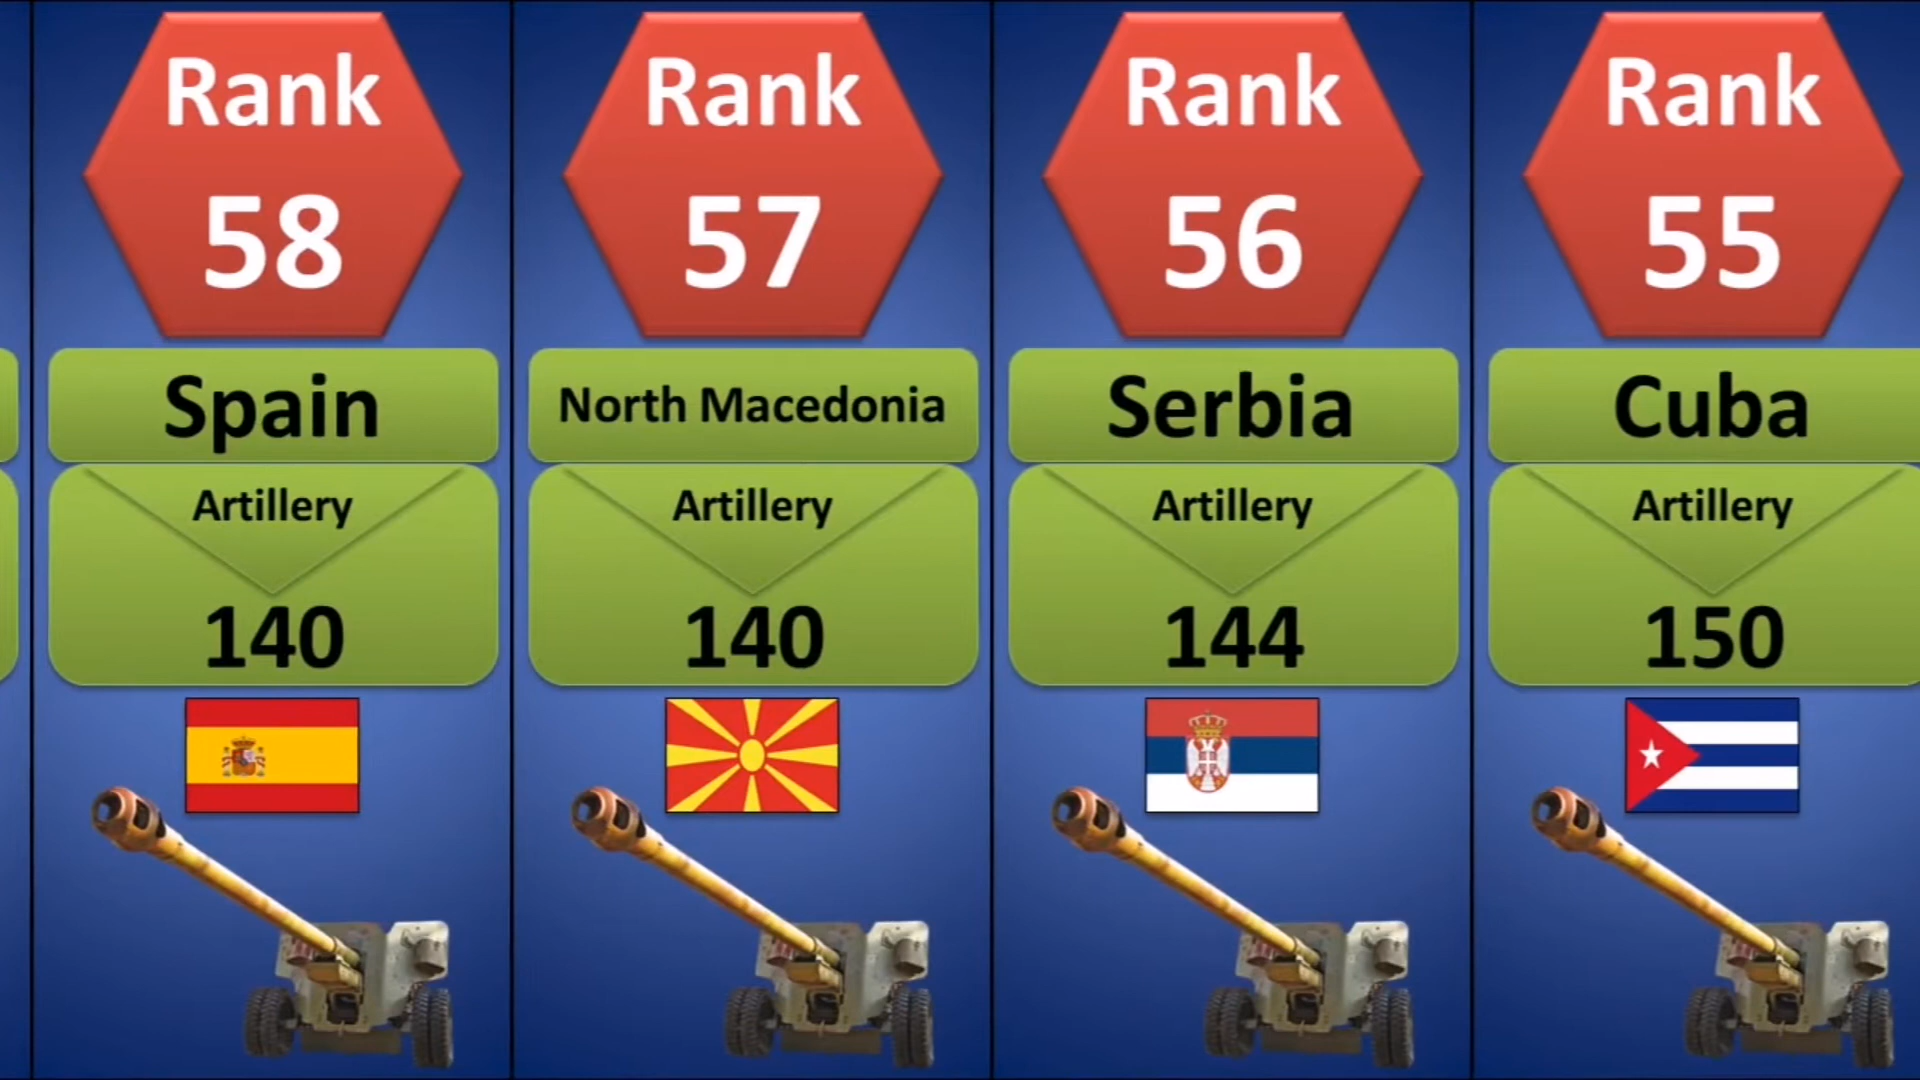 Rank
58
Spain
Artillery
140
Rank
57
North Macedonia
Artillery
140
Rank
56
Serbia
Artillery
144
Rank
55
Cuba
Artillery
150